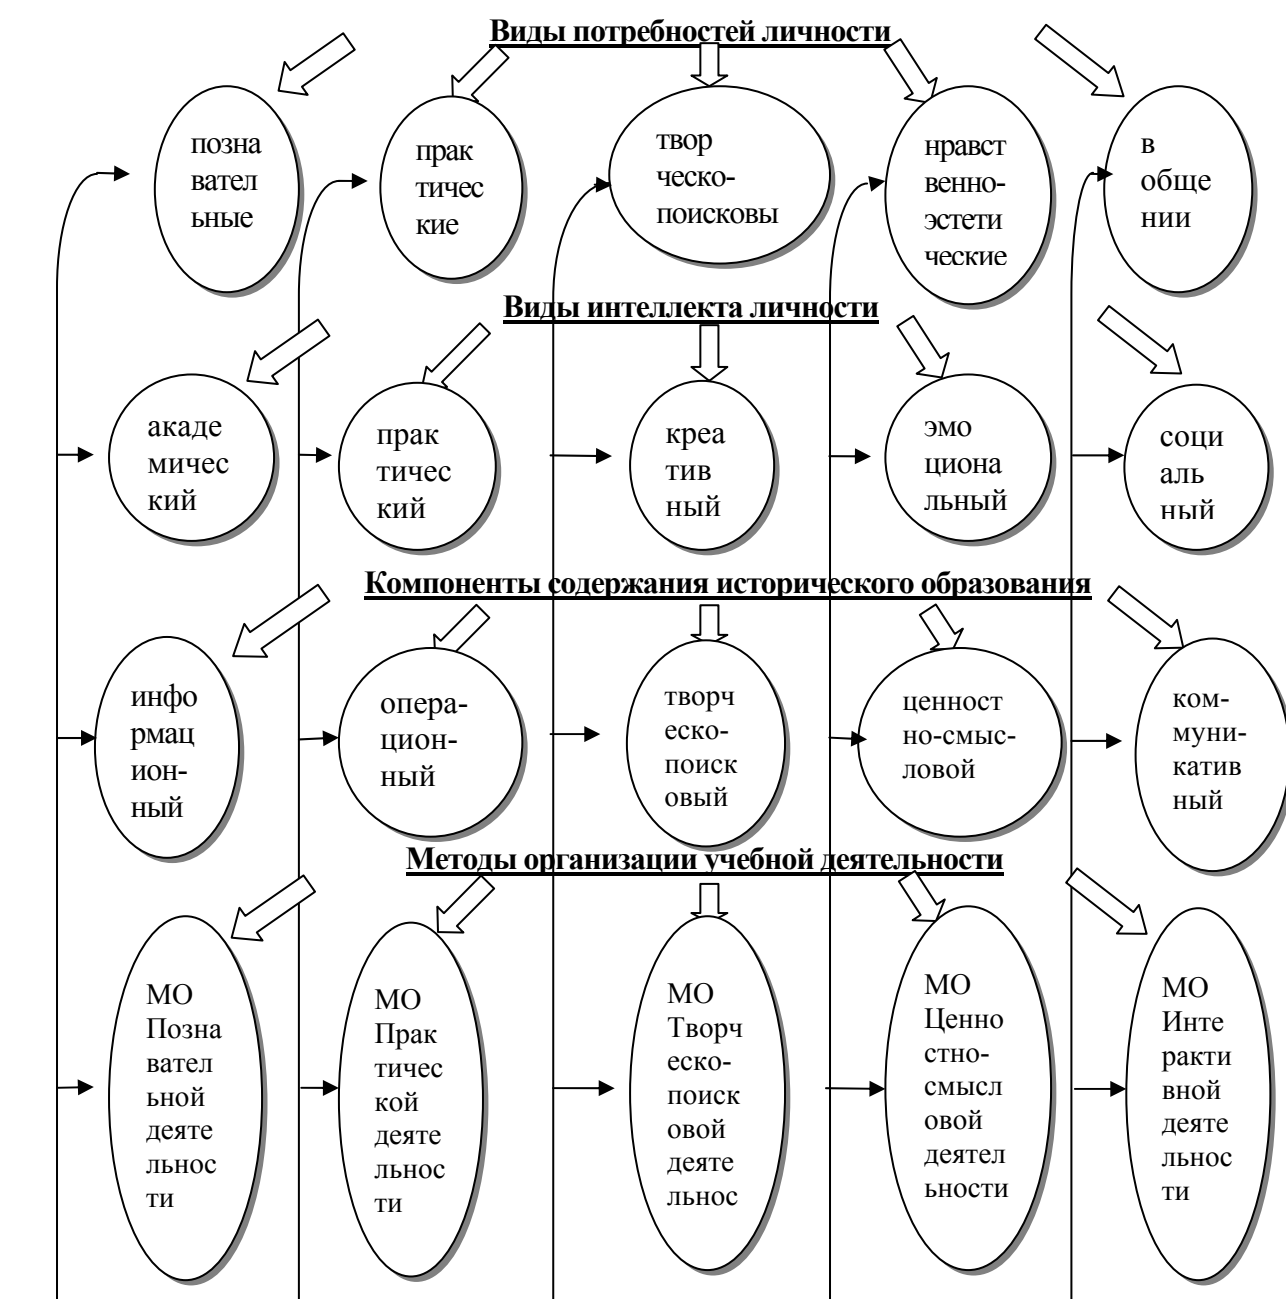 Виды потребностей личности
позна
вател
ьные
прак
тичес
кие
твор
ческо-
поисковы
нравст
венно-
эстети
ческие
в
обще
нии
Виды интеллекта личности
акаде
мичес
кий
прак
тичес
кий
креа
тив
ный
эмо
циона
льный
соци
аль
ный
Компоненты содержания исторического образования
инфо
рмац
ион-
ный
опера-
цион-
ный
творч
еско-
поиск
овый
ценност
но-смыс-
ловой
ком-
муни-
катив
ный
Методы организации учебной деятельности
МО
Позна
вател
ьной
деяте
льнос
ти
МО
Прак
тичес
кой
деяте
льнос
ти
МО
Творч
еско-
поиск
овой
деяте
льнос
МО
Ценно
стно-
смысл
овой
деятел
ьности
МО
Инте
ракти
вной
деяте
льнос
ти